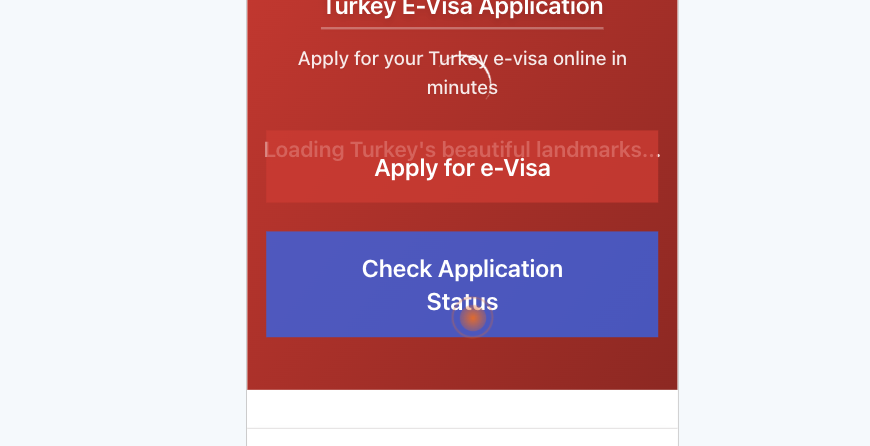 Turkey E-Visa Application
Apply for your Turkey e-visa online in
minutes
Loading Turkey's beautiful landmarks...
Apply for e-Visa
Check Application
Status